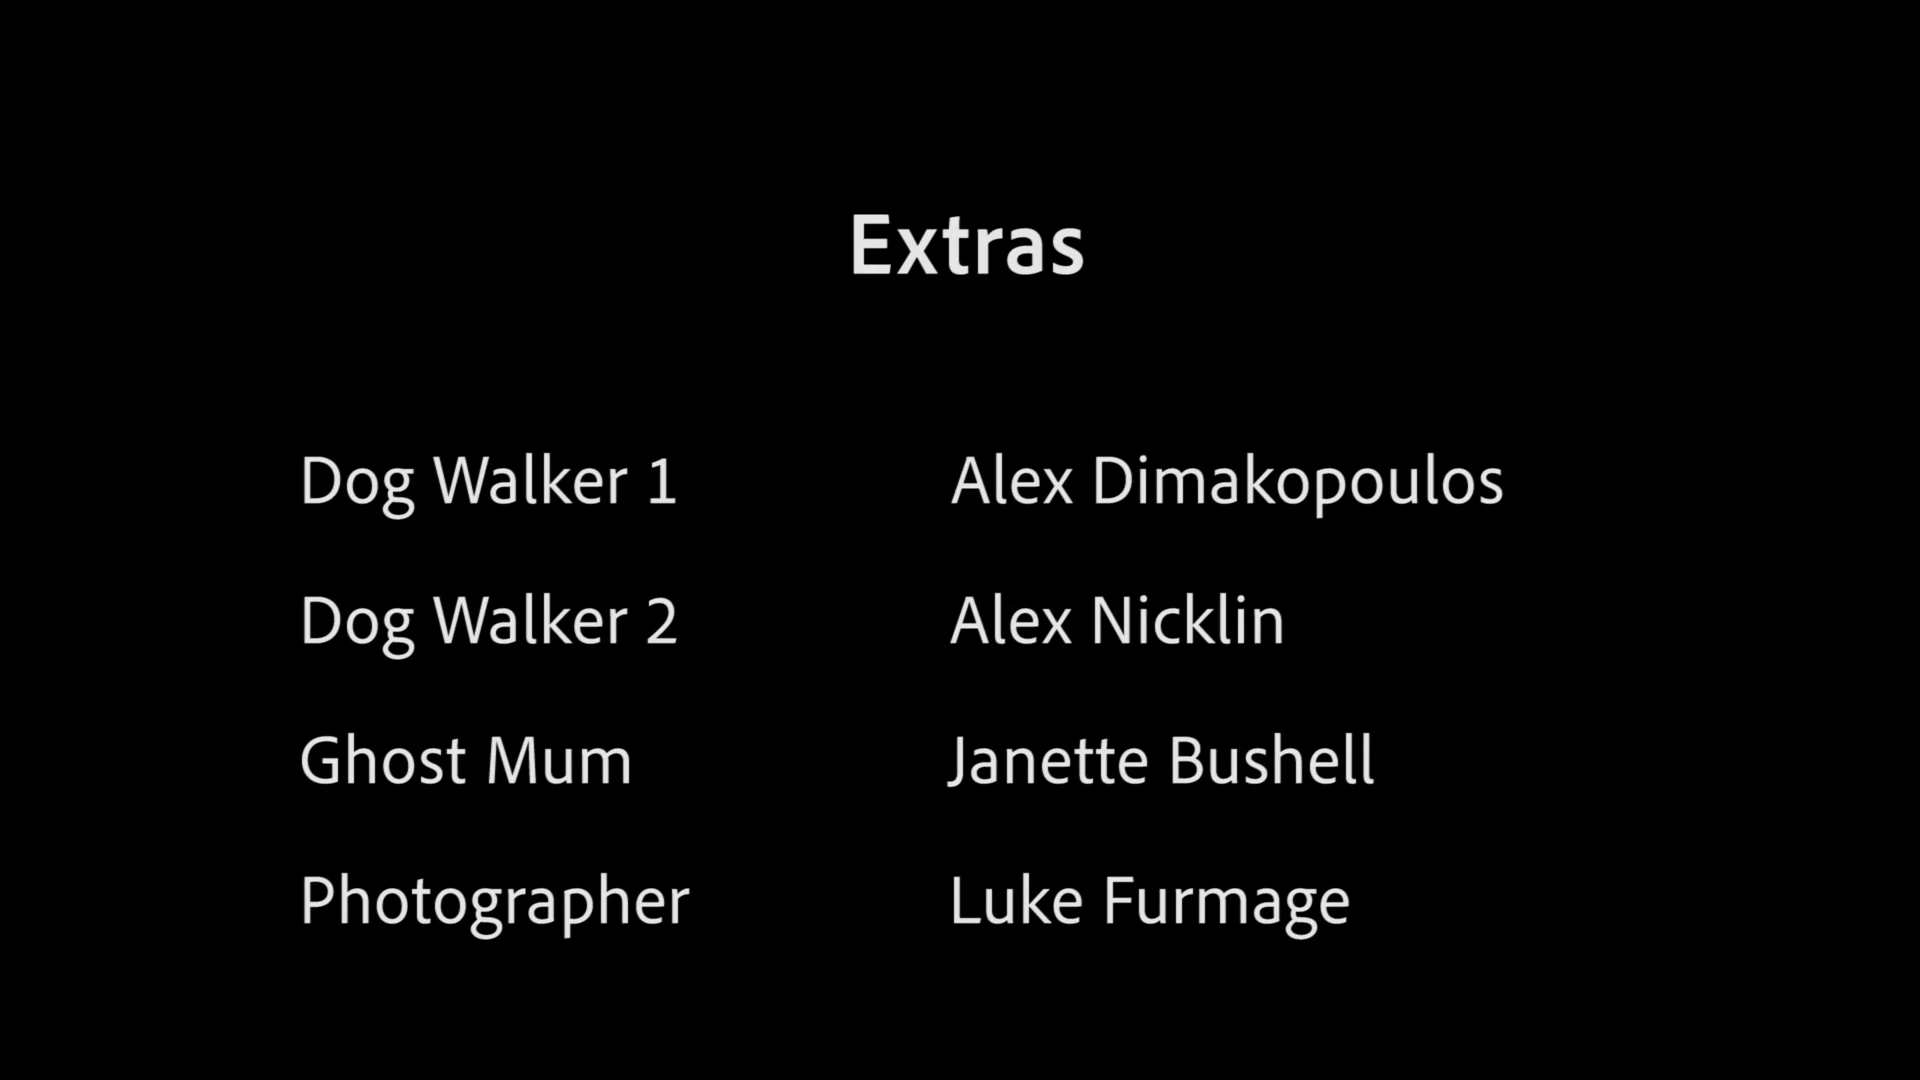 Extras
Dog Walker 1 Alex Dimakopoulos
Dog Walker 2 Alex Nicklin
Ghost Mum Janette Bushell
Photographer Luke Furmage